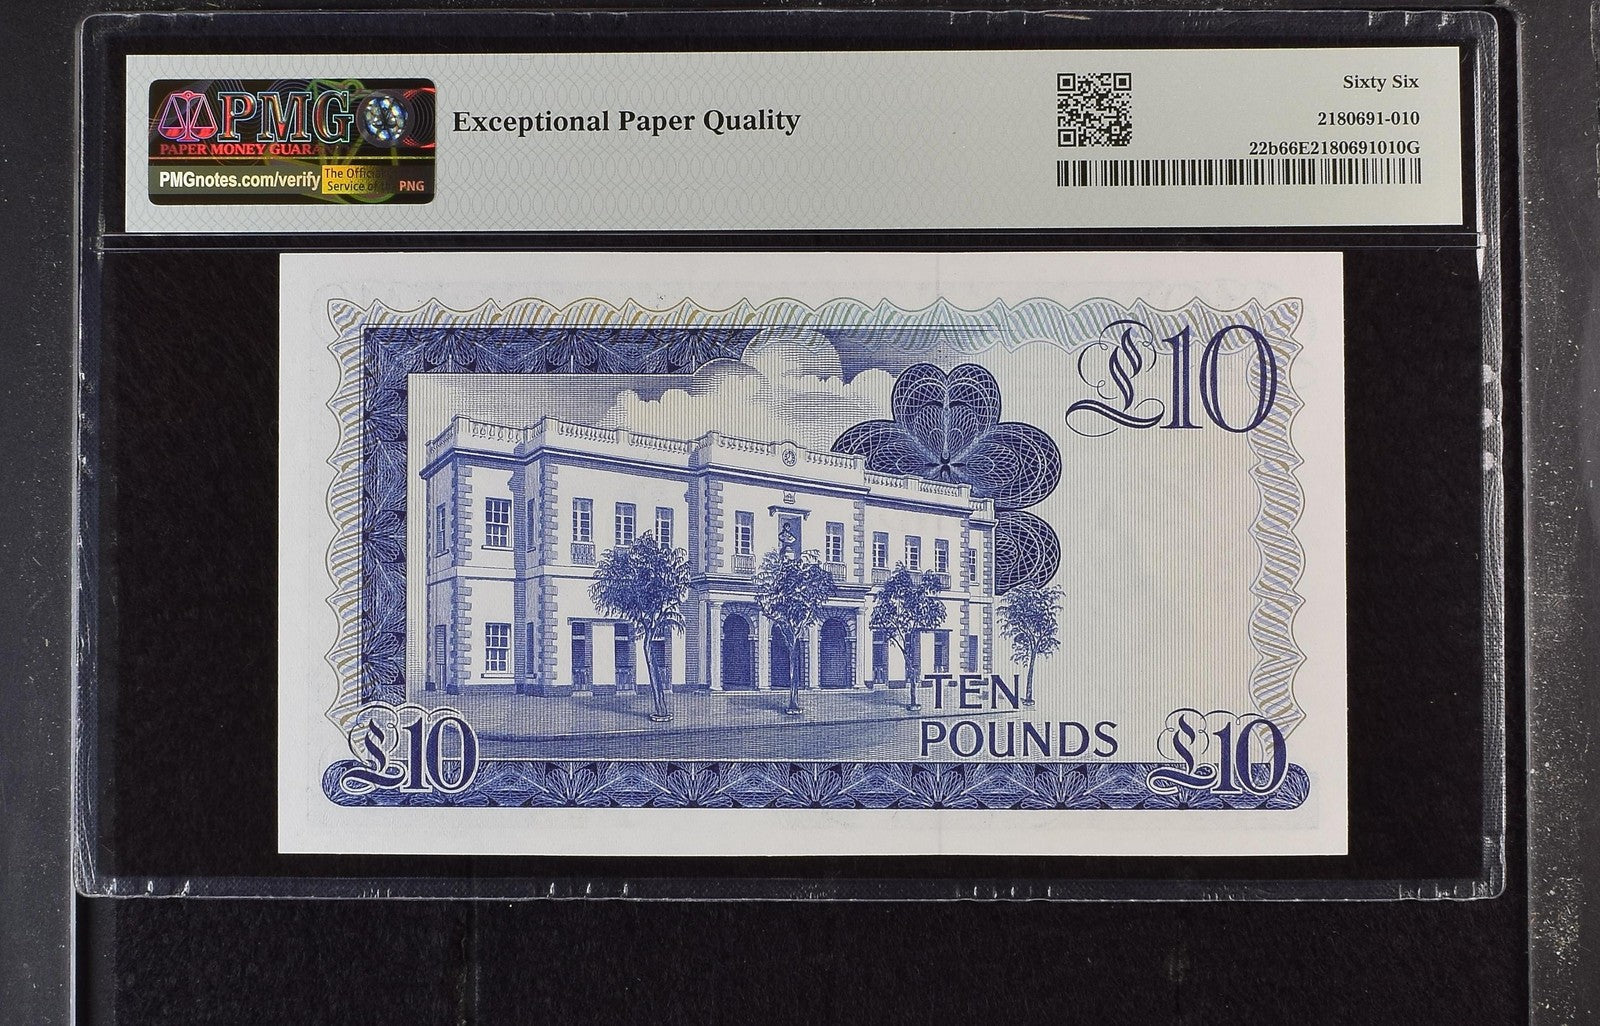 PMG
PAPER MONEY GUARA
PMGnotes.com/verify
The Official
Service of the PNG
Exceptional Paper Quality
Sixty Six
2180691-010
22b66E2180691010G
£10
TEN
POUNDS
£10
£10